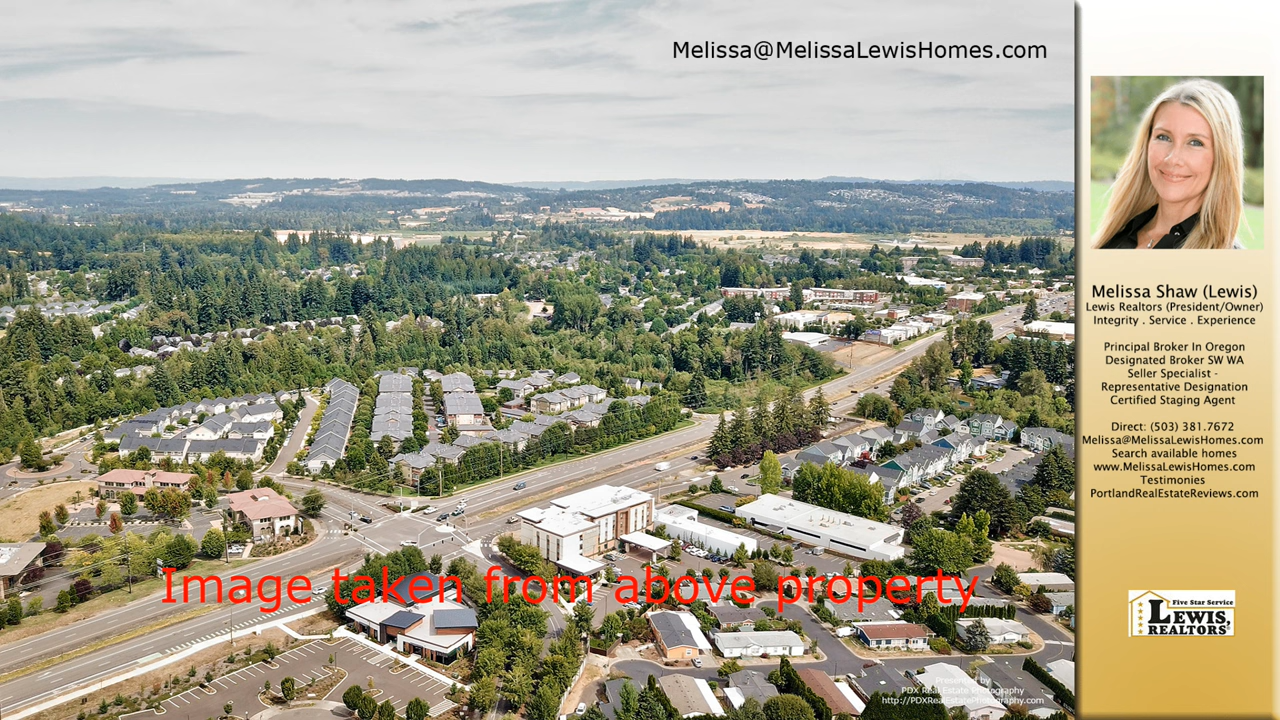 Melissa@MelissaLewisHomes.com
Melissa Shaw (Lewis)
Lewis Realtors (President/Owner)
Integrity . Service . Experience
Principal Broker In Oregon
Designated Broker SW WA
Seller Specialist -
Representative Designation
Certified Staging Agent
Direct: (503) 381.7672
Melissa@MelissaLewisHomes.com
Search available homes
www.MelissaLewisHomes.com
Testimonies
PortlandRealEstateReviews.com
Five Star Service
LEWIS,
REALTORS
Image taken from above property
Presented by
PDX Real Estate Photography
http://PDXRealEstatePhotography.com